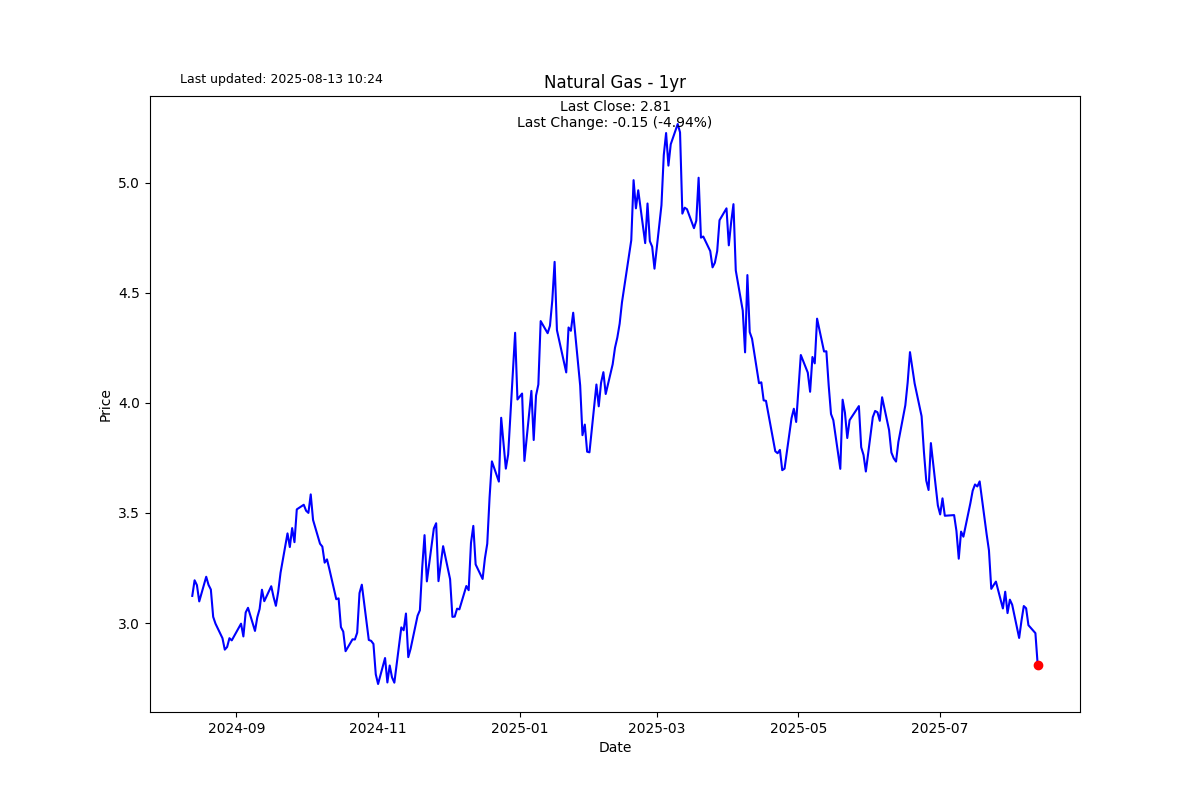 Last updated: 2025-08-13 10:24
Natural Gas - 1yr
Last Close: 2.81
Last Change: -0.15 (-4.94%)
Price
5.0
4.5
4.0
3.5
3.0
2024-09
2024-11
2025-01
2025-03
2025-05
2025-07
Date